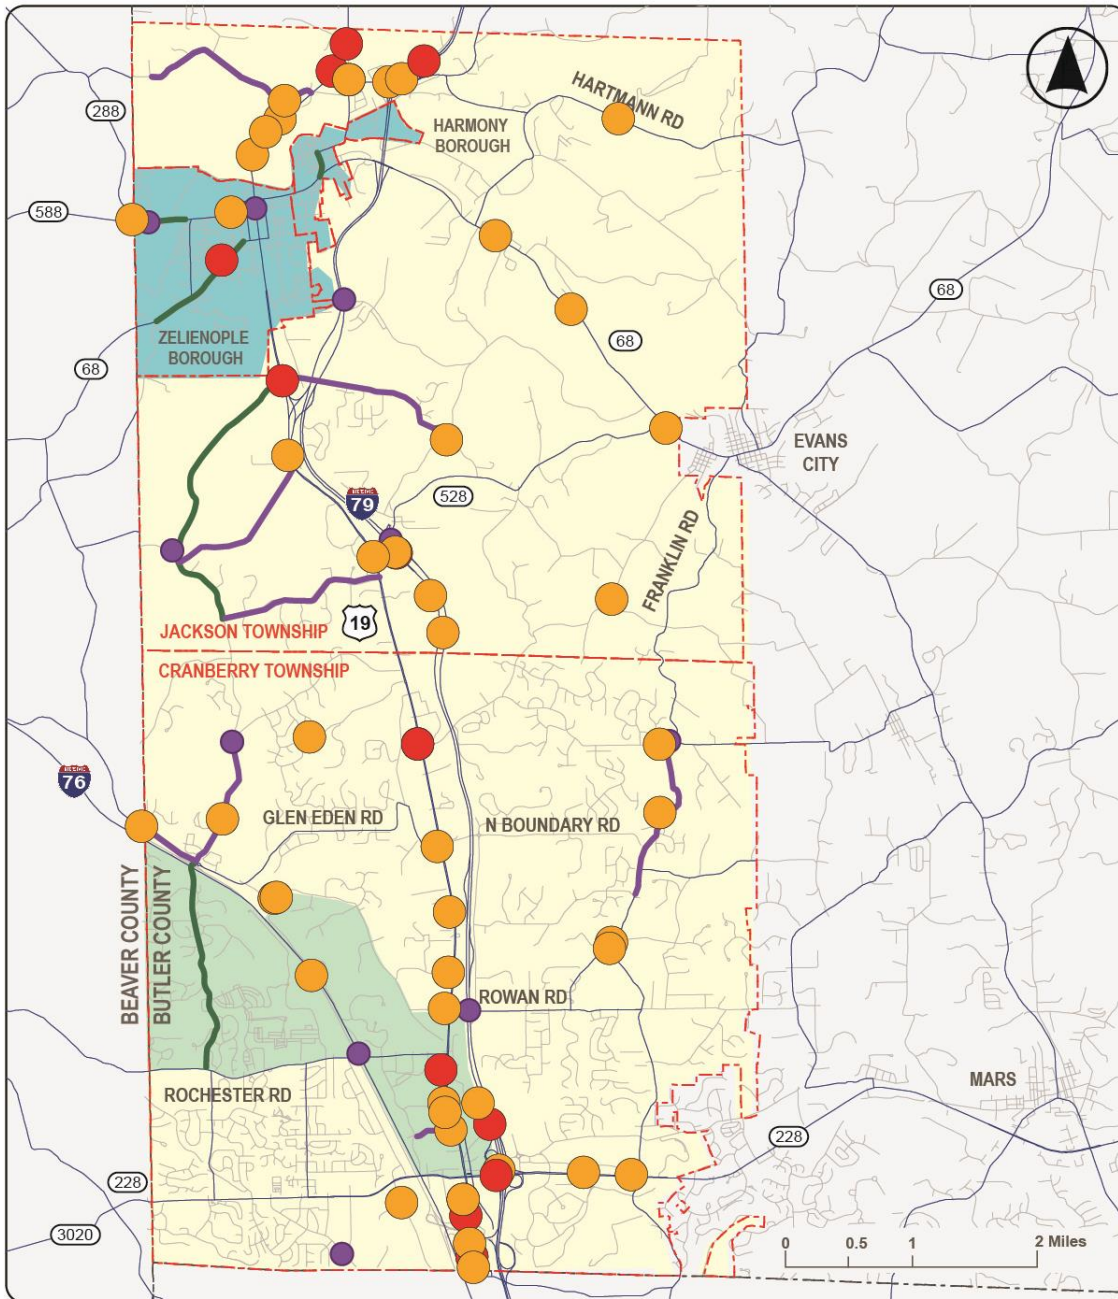 288
HARTMANN RD
HARMONY
BOROUGH
588
68
ZELIENOPLE
BOROUGH
68
68
EVANS
CITY
79
528
FRANKLIN RD
JACKSON TOWNSHIP
19
CRANBERRY TOWNSHIP
76
GLEN EDEN RD
N BOUNDARY RD
BEAVER COUNTY
BUTLER COUNTY
ROWAN RD
ROCHESTER RD
MARS
228
228
3020
0 0.5 1 2 Miles